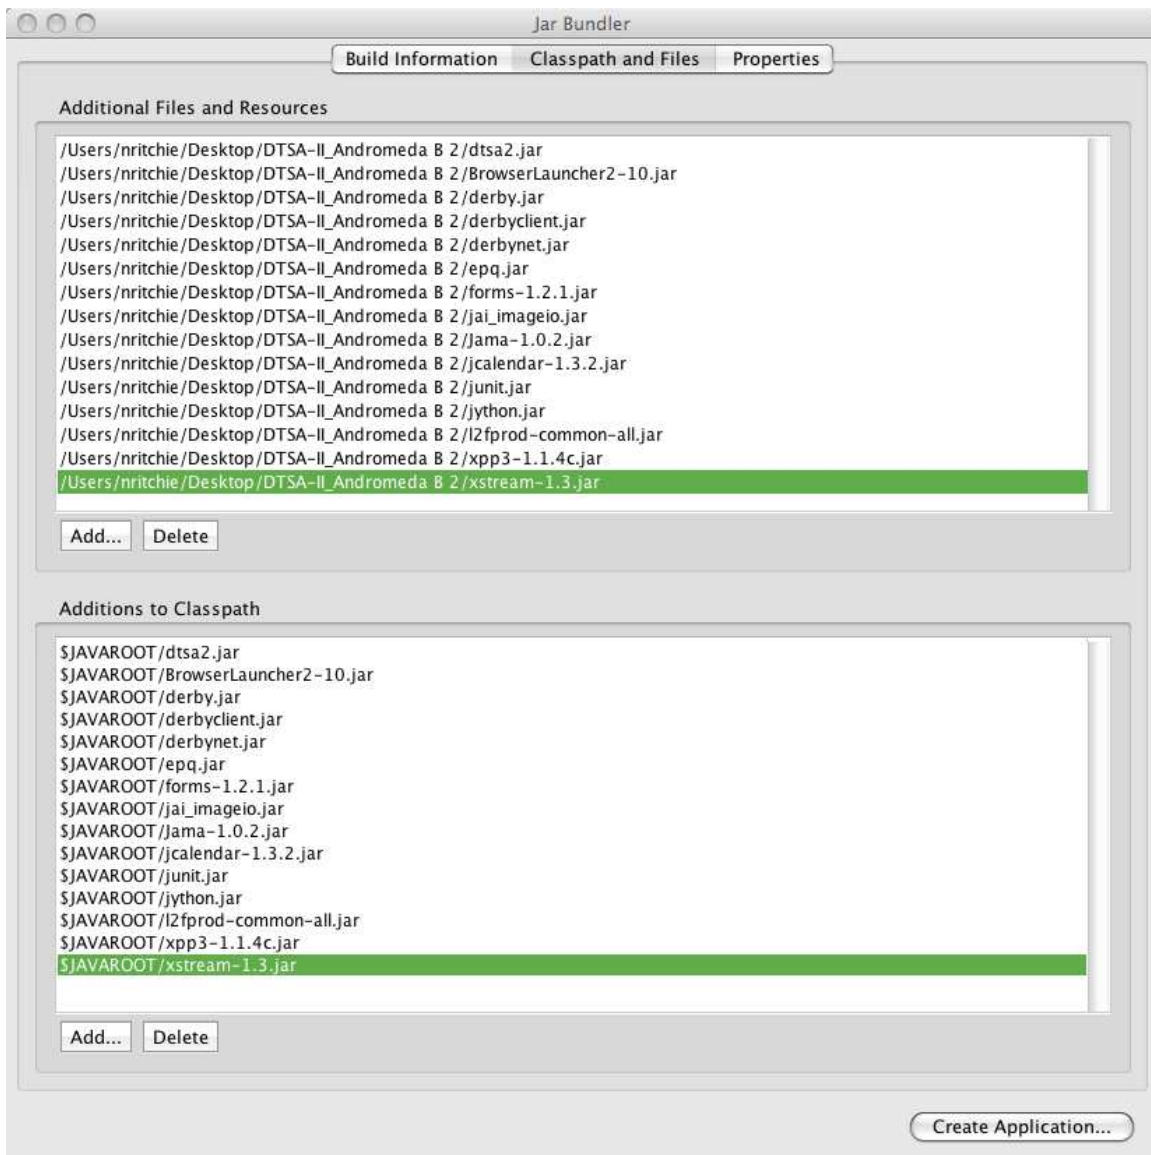 Jar Bundler
Build Information Classpath and Files Properties
Additional Files and Resources
/Users/nritchie/Desktop/DTSA-II_Andromeda B 2/dtsa2.jar
/Users/nritchie/Desktop/DTSA-II_Andromeda B 2/BrowserLauncher2-10.jar
/Users/nritchie/Desktop/DTSA-II_Andromeda B 2/derby.jar
/Users/nritchie/Desktop/DTSA-II_Andromeda B 2/derbyclient.jar
/Users/nritchie/Desktop/DTSA-II_Andromeda B 2/derbynet.jar
/Users/nritchie/Desktop/DTSA-II_Andromeda B 2/epq.jar
/Users/nritchie/Desktop/DTSA-II_Andromeda B 2/forms-1.2.1.jar
/Users/nritchie/Desktop/DTSA-II_Andromeda B 2/jai_imageio.jar
/Users/nritchie/Desktop/DTSA-II_Andromeda B 2/Jama-1.0.2.jar
/Users/nritchie/Desktop/DTSA-II_Andromeda B 2/jcalendar-1.3.2.jar
/Users/nritchie/Desktop/DTSA-II_Andromeda B 2/junit.jar
/Users/nritchie/Desktop/DTSA-II_Andromeda B 2/jython.jar
/Users/nritchie/Desktop/DTSA-II_Andromeda B 2/l2fprod-common-all.jar
/Users/nritchie/Desktop/DTSA-II_Andromeda B 2/xpp3-1.1.4c.jar
/Users/nritchie/Desktop/DTSA-II_Andromeda B 2/xstream-1.3.jar
Add... Delete
Additions to Classpath
$JAVAROOT/dtsa2.jar
$JAVAROOT/BrowserLauncher2-10.jar
$JAVAROOT/derby.jar
$JAVAROOT/derbyclient.jar
$JAVAROOT/derbynet.jar
$JAVAROOT/epq.jar
$JAVAROOT/forms-1.2.1.jar
$JAVAROOT/jai_imageio.jar
$JAVAROOT/Jama-1.0.2.jar
$JAVAROOT/jcalendar-1.3.2.jar
$JAVAROOT/junit.jar
$JAVAROOT/jython.jar
$JAVAROOT/l2fprod-common-all.jar
$JAVAROOT/xpp3-1.1.4c.jar
$JAVAROOT/xstream-1.3.jar
Add... Delete
Create Application...